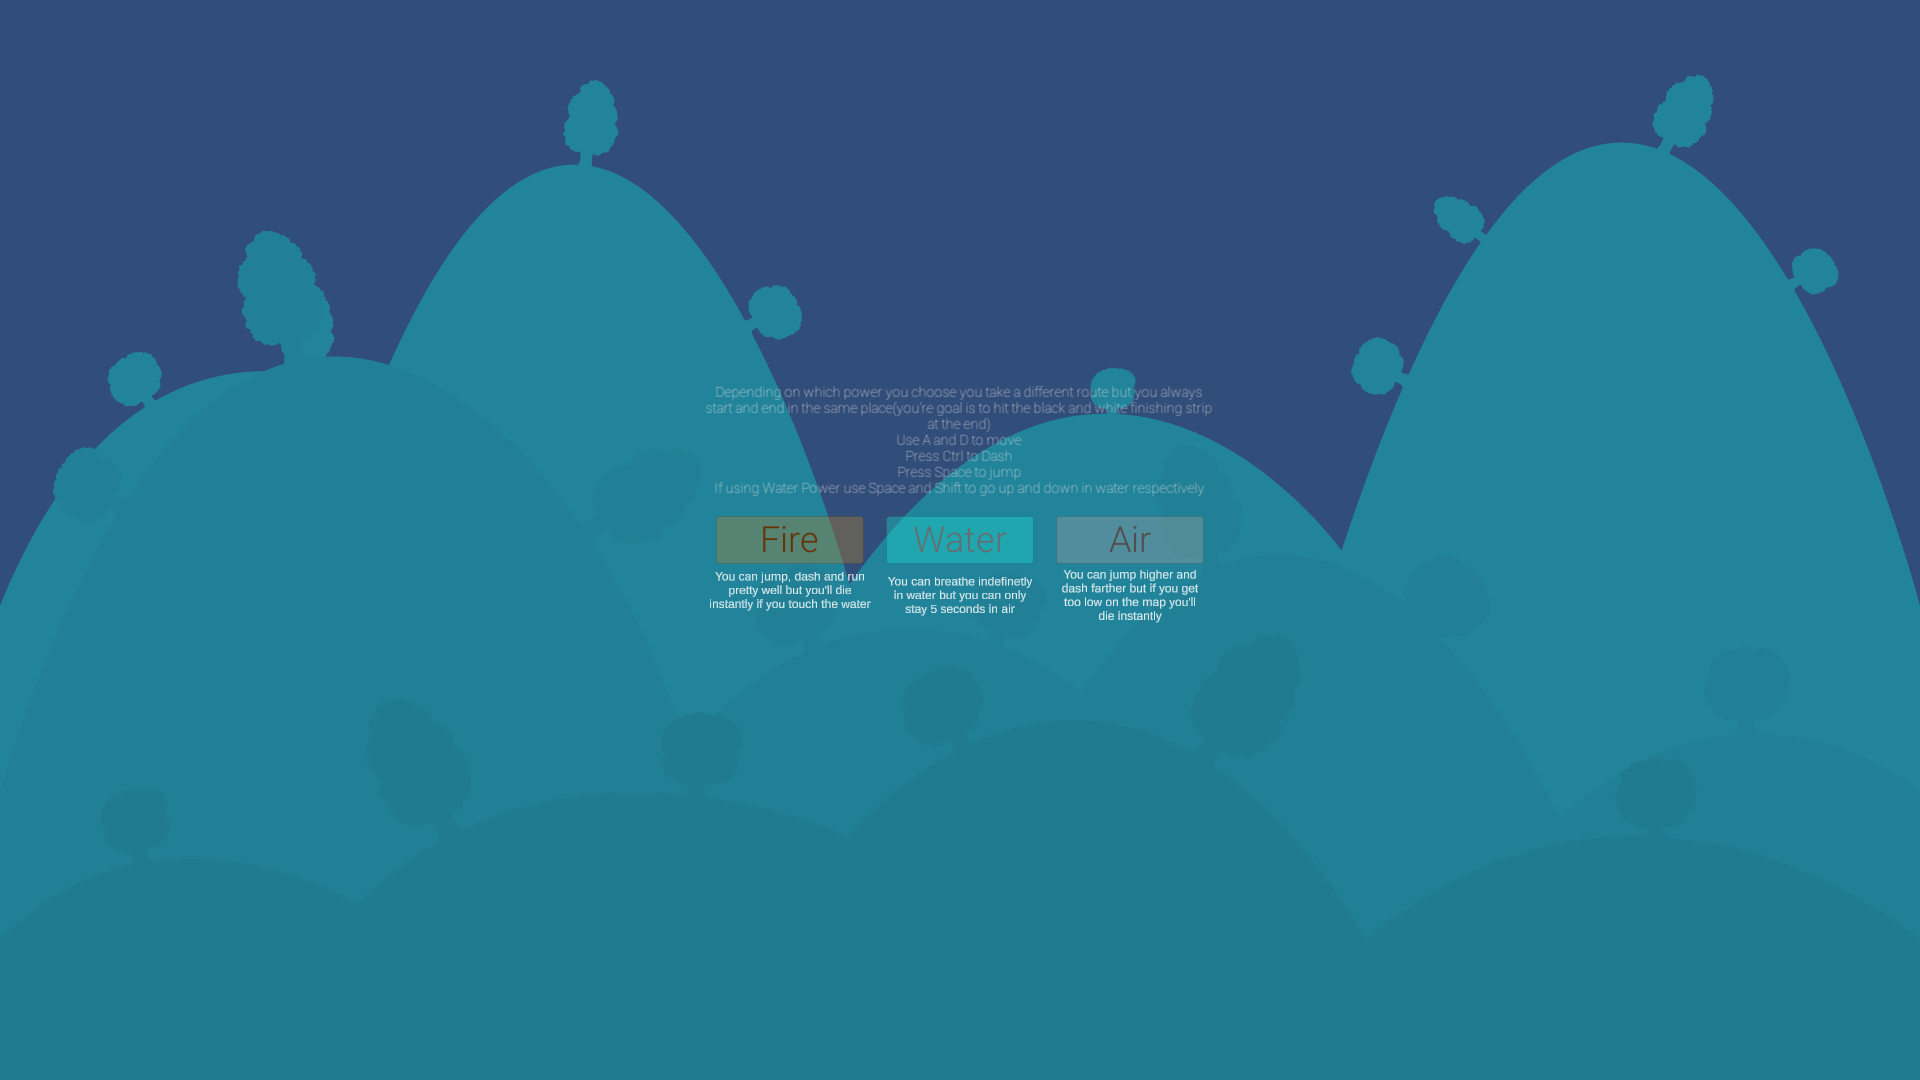 Depending on which power you choose you take a different route but you always
start and end in the same place(you're goal is to hit the black and white finishing strip
at the end)
Use A and D to move
Press Ctrl to Dash
Press Space to jump
If using Water Power use Space and Shift to go up and down in water respectively
Fire
You can jump, dash and run
pretty well but you'll die
instantly if you touch the water
Water
You can breathe indefinetly
in water but you can only
stay 5 seconds in air
Air
You can jump higher and
dash farther but if you get
too low on the map you'll
die instantly